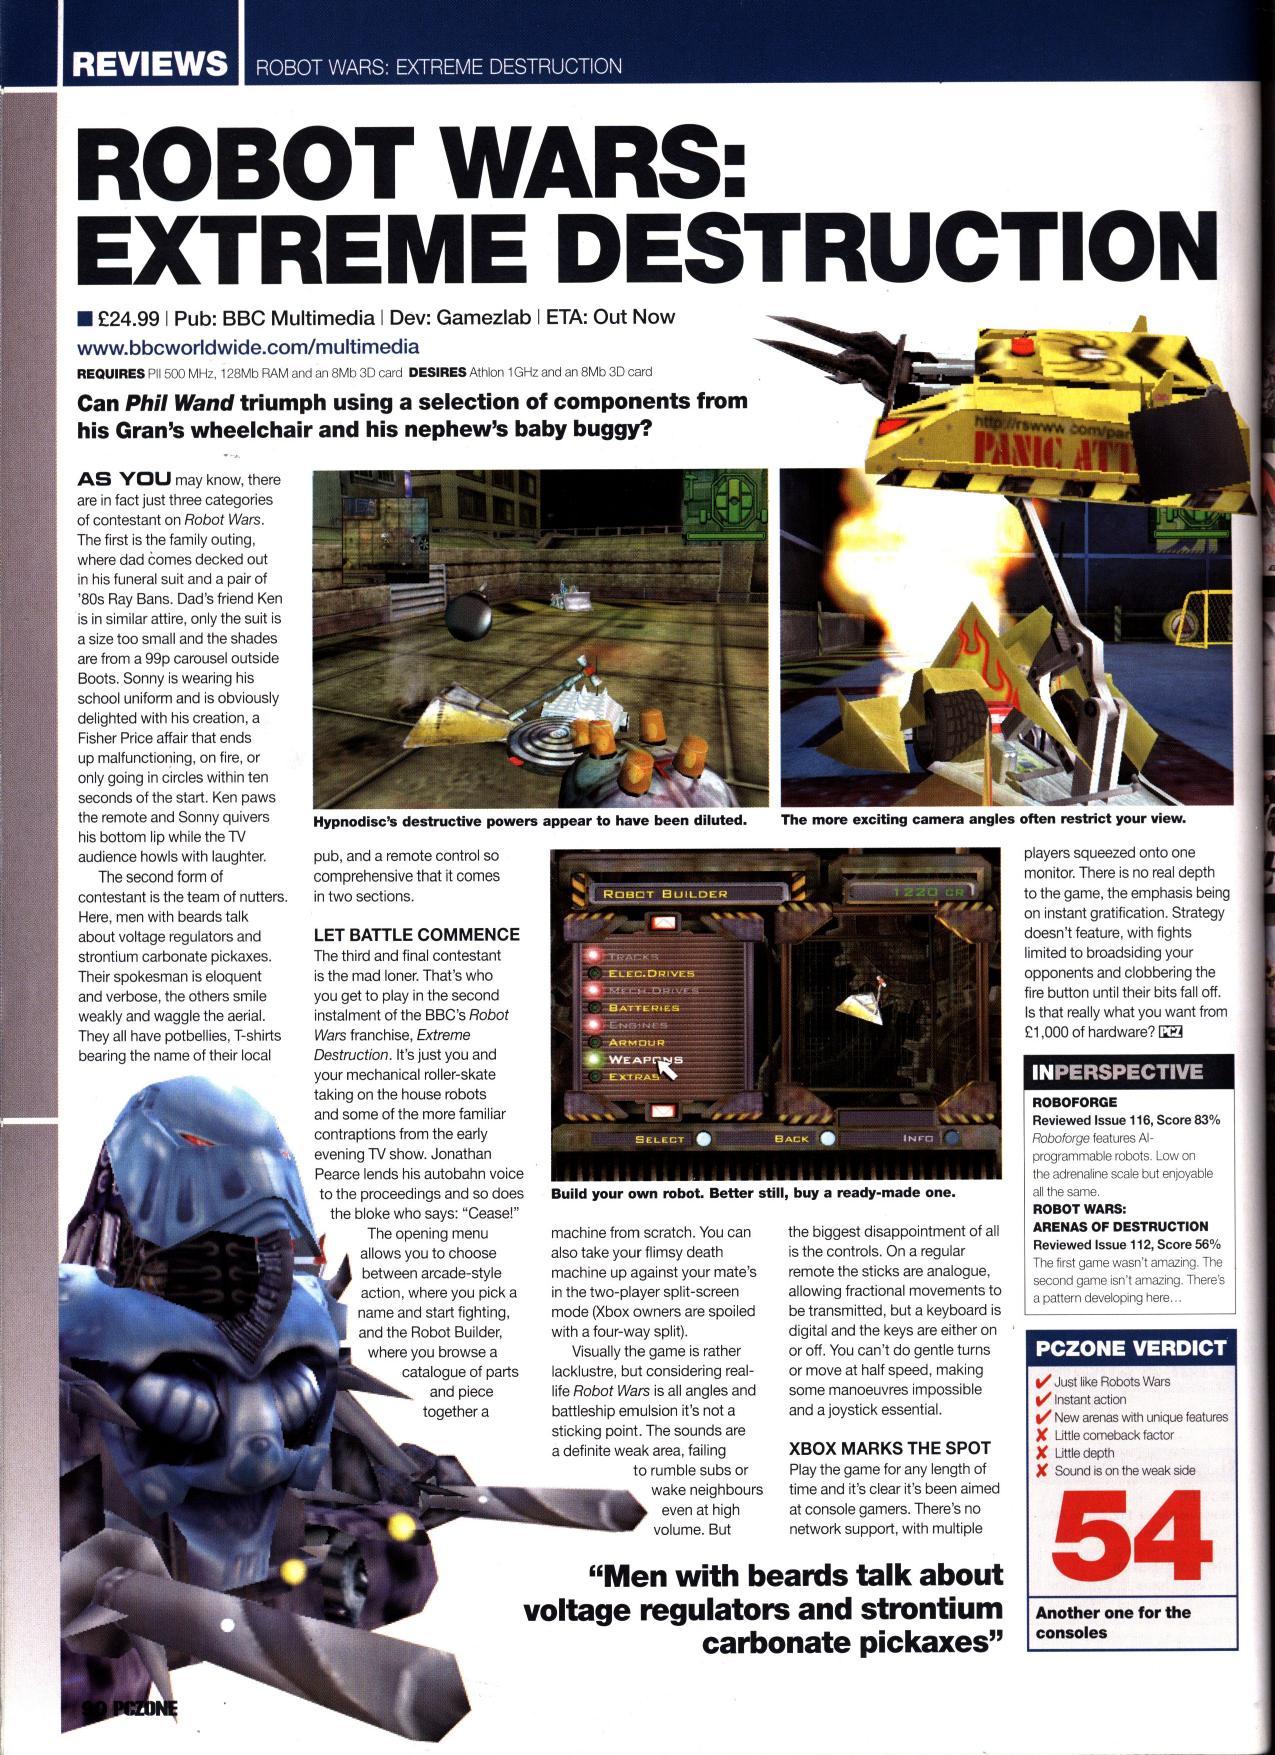 REVIEWS
ROBOT WARS: EXTREME DESTRUCTION
ROBOT WARS:
EXTREME DESTRUCTION
■ £24.99 | Pub: BBC Multimedia | Dev: Gamezlab | ETA: Out Now
www.bbcworldwide.com/multimedia
REQUIRES PII 500 MHz, 128Mb RAM and an 8Mb 3D card DESIRES Athlon 1GHz and an 8Mb 3D card
Can Phil Wand triumph using a selection of components from
his Gran's wheelchair and his nephew's baby buggy?
http://rswww.com/pan
PANIC ATT
AS YOU may know, there
are in fact just three categories
of contestant on Robot Wars.
The first is the family outing,
where dad comes decked out
in his funeral suit and a pair of
'80s Ray Bans. Dad's friend Ken
is in similar attire, only the suit is
a size too small and the shades
are from a 99p carousel outside
Boots. Sonny is wearing his
school uniform and is obviously
delighted with his creation, a
Fisher Price affair that ends
up malfunctioning, on fire, or
only going in circles within ten
seconds of the start. Ken paws
the remote and Sonny quivers
his bottom lip while the TV
audience howls with laughter.
The second form of
contestant is the team of nutters.
Here, men with beards talk
about voltage regulators and
strontium carbonate pickaxes.
Their spokesman is eloquent
and verbose, the others smile
weakly and waggle the aerial.
They all have potbellies, T-shirts
bearing the name of their local
Hypnodisc's destructive powers appear to have been diluted.
The more exciting camera angles often restrict your view.
pub, and a remote control so
comprehensive that it comes
in two sections.
LET BATTLE COMMENCE
The third and final contestant
is the mad loner. That's who
you get to play in the second
instalment of the BBC's Robot
Wars franchise, Extreme
Destruction. It's just you and
your mechanical roller-skate
taking on the house robots
and some of the more familiar
contraptions from the early
evening TV show. Jonathan
Pearce lends his autobahn voice
to the proceedings and so does
the bloke who says: "Cease!"
The opening menu
allows you to choose
between arcade-style
action, where you pick a
name and start fighting,
and the Robot Builder,
where you browse a
catalogue of parts
and piece
together a
ROBOT BUILDER
1220 CR
TRACKS
ELEC.DRIVES
MECH.DRIVES
BATTERIES
ENGINES
ARMOUR
WEAPONS
EXTRAS
SELECT
BACK
INFO
Build your own robot. Better still, buy a ready-made one.
machine from scratch. You can
also take your flimsy death
machine up against your mate's
in the two-player split-screen
mode (Xbox owners are spoiled
with a four-way split).
Visually the game is rather
lacklustre, but considering real-
life Robot Wars is all angles and
battleship emulsion it's not a
sticking point. The sounds are
a definite weak area, failing
to rumble subs or
wake neighbours
even at high
volume. But
the biggest disappointment of all
is the controls. On a regular
remote the sticks are analogue,
allowing fractional movements to
be transmitted, but a keyboard is
digital and the keys are either on
or off. You can't do gentle turns
or move at half speed, making
some manoeuvres impossible
and a joystick essential.
XBOX MARKS THE SPOT
Play the game for any length of
time and it's clear it's been aimed
at console gamers. There's no
network support, with multiple
players squeezed onto one
monitor. There is no real depth
to the game, the emphasis being
on instant gratification. Strategy
doesn't feature, with fights
limited to broadsiding your
opponents and clobbering the
fire button until their bits fall off.
Is that really what you want from
£1,000 of hardware? PCZ
"Men with beards talk about
voltage regulators and strontium
carbonate pickaxes"
INPERSPECTIVE
ROBOFORGE
Reviewed Issue 116, Score 83%
Roboforge features AI-
programmable robots. Low on
the adrenaline scale but enjoyable
all the same.
ROBOT WARS:
ARENAS OF DESTRUCTION
Reviewed Issue 112, Score 56%
The first game wasn't amazing. The
second game isn't amazing. There's
a pattern developing here...
PCZONE VERDICT
✔ Just like Robots Wars
✔ Instant action
✔ New arenas with unique features
✘ Little comeback factor
✘ Little depth
✘ Sound is on the weak side
54
Another one for the
consoles
90 PCZONE